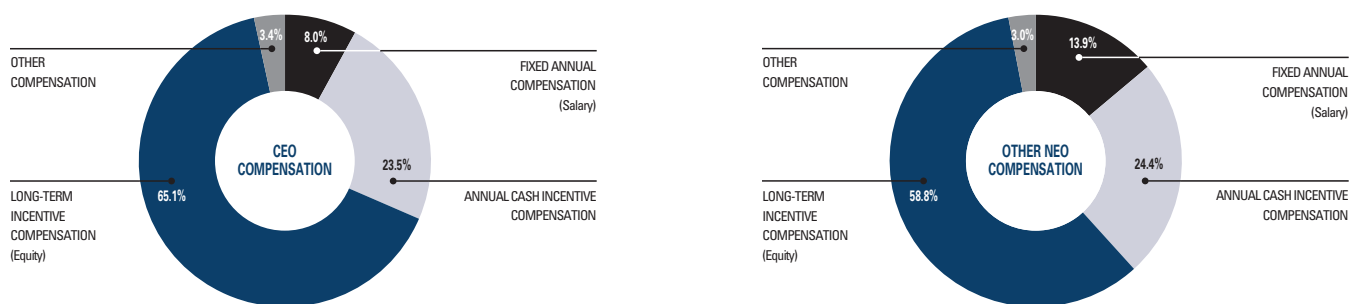 3.4%
8.0%
OTHER
COMPENSATION
FIXED ANNUAL
COMPENSATION
(Salary)
CEO
COMPENSATION
23.5%
65.1%
LONG-TERM
INCENTIVE
COMPENSATION
(Equity)
ANNUAL CASH INCENTIVE
COMPENSATION
3.0%
13.9%
OTHER
COMPENSATION
FIXED ANNUAL
COMPENSATION
(Salary)
OTHER NEO
COMPENSATION
24.4%
58.8%
LONG-TERM
INCENTIVE
COMPENSATION
(Equity)
ANNUAL CASH INCENTIVE
COMPENSATION